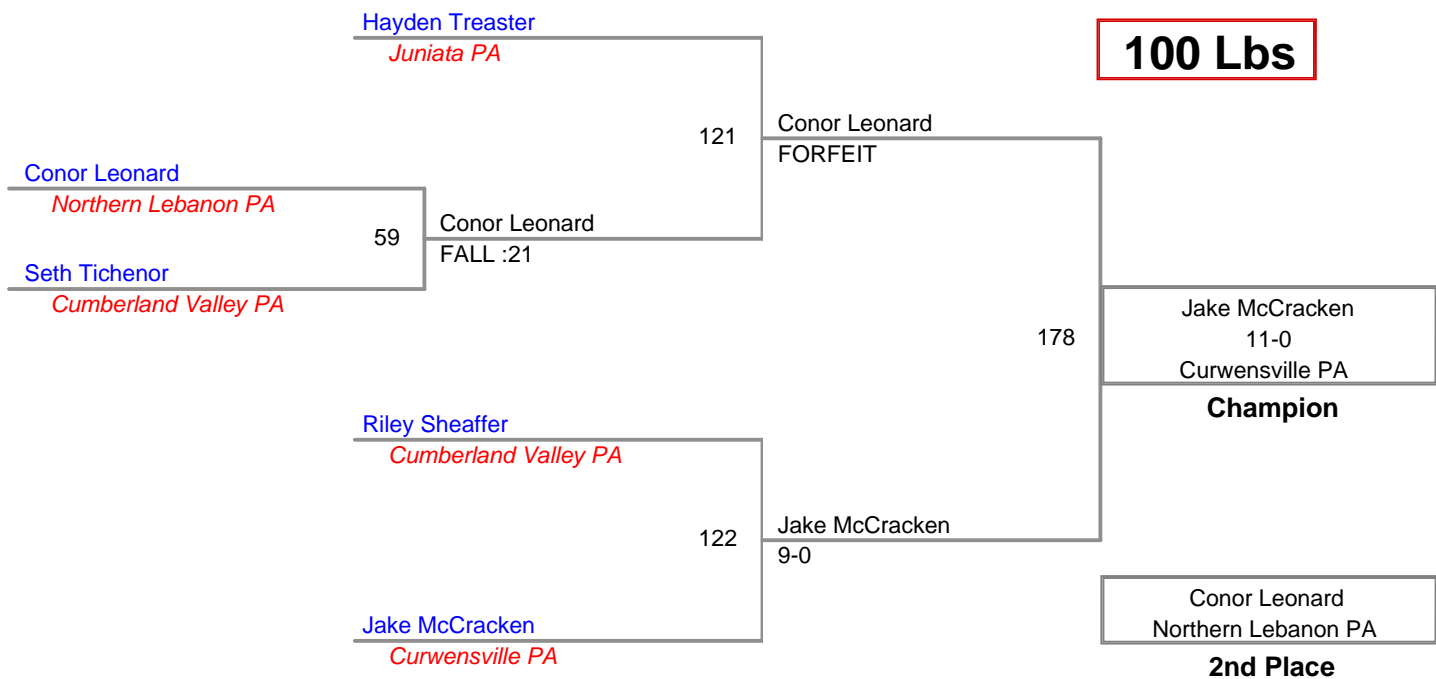 Hayden Treaster
Juniata PA
100 Lbs
121
Conor Leonard
FORFEIT
Conor Leonard
Northern Lebanon PA
59
Conor Leonard
FALL :21
Seth Tichenor
Cumberland Valley PA
178
Jake McCracken
11-0
Curwensville PA
Champion
Riley Sheaffer
Cumberland Valley PA
122
Jake McCracken
9-0
Jake McCracken
Curwensville PA
Conor Leonard
Northern Lebanon PA
2nd Place